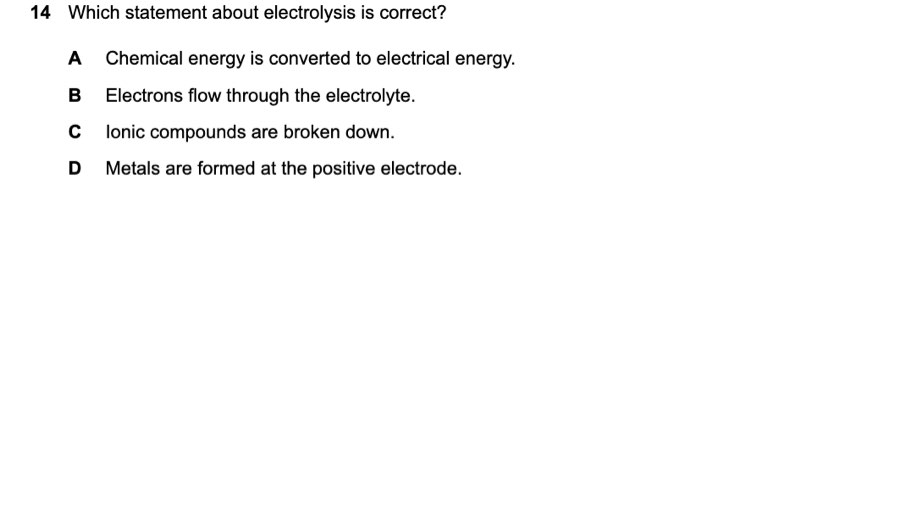 14 Which statement about electrolysis is correct?
A Chemical energy is converted to electrical energy.
B Electrons flow through the electrolyte.
C Ionic compounds are broken down.
D Metals are formed at the positive electrode.